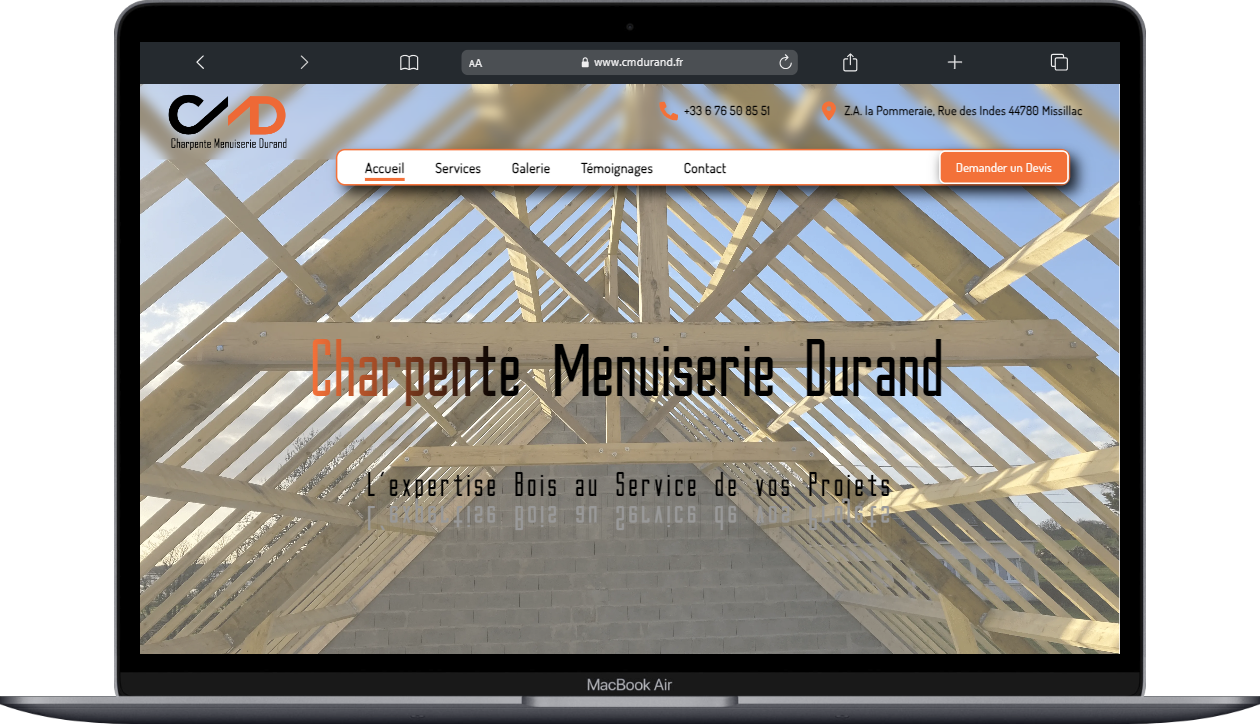 AA
www.cmdurand.fr
CMD
Charpente Menuiserie Durand
+33 6 76 50 85 51
Z.A. la Pommeraie, Rue des Indes 44780 Missillac
Accueil
Services
Galerie
Témoignages
Contact
Demander un Devis
Charpente Menuiserie Durand
L'expertise Bois au Service de vos Projets
MacBook Air